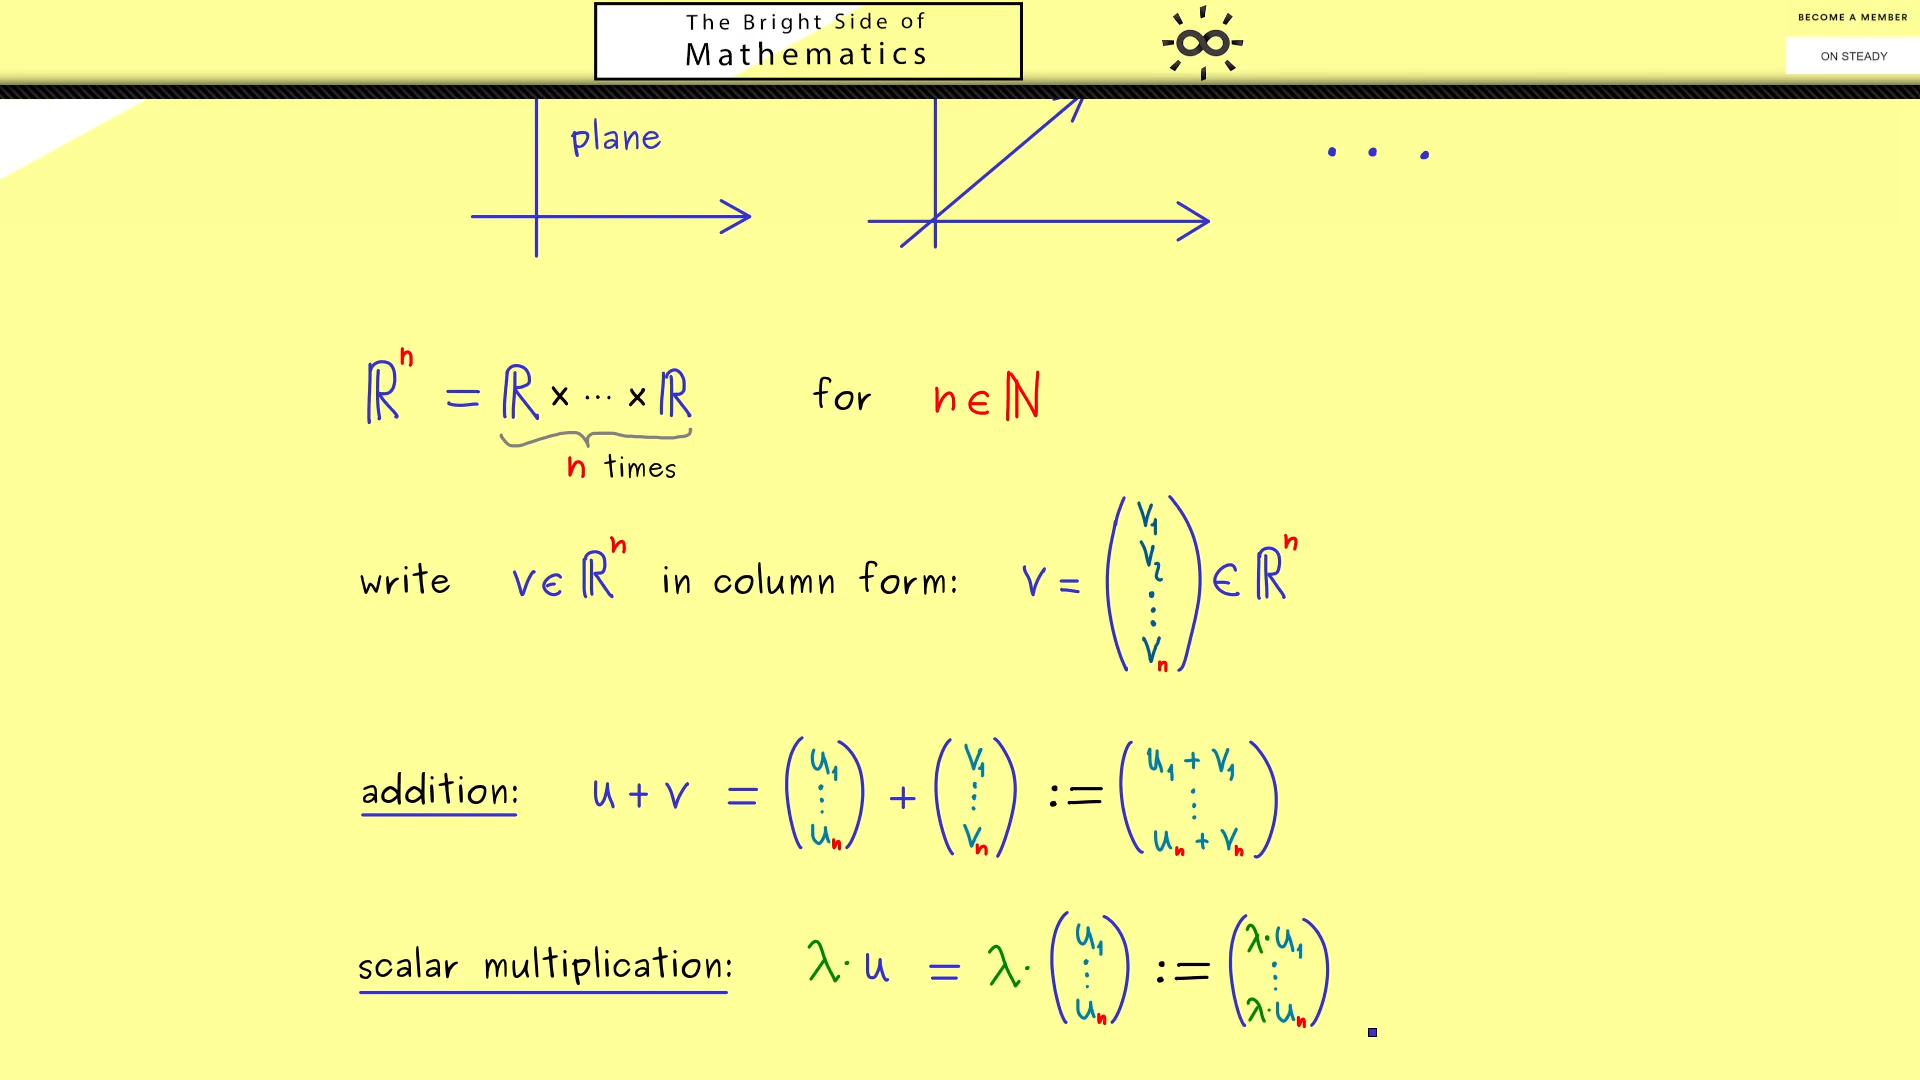 The Bright Side of
Mathematics
BECOME A MEMBER
ON STEADY
plane
. . .
ℝⁿ = ℝ × ⋯ × ℝ for n ∈ ℕ
n times
write v ∈ ℝⁿ in column form: v = (v₁ v₂ ⋮ vₙ) ∈ ℝⁿ
addition: u + v = (u₁ ⋮ uₙ) + (v₁ ⋮ vₙ) := (u₁ + v₁ ⋮ uₙ + vₙ)
scalar multiplication: λ· u = λ· (u₁ ⋮ uₙ) := (λ·u₁ ⋮ λ·uₙ)